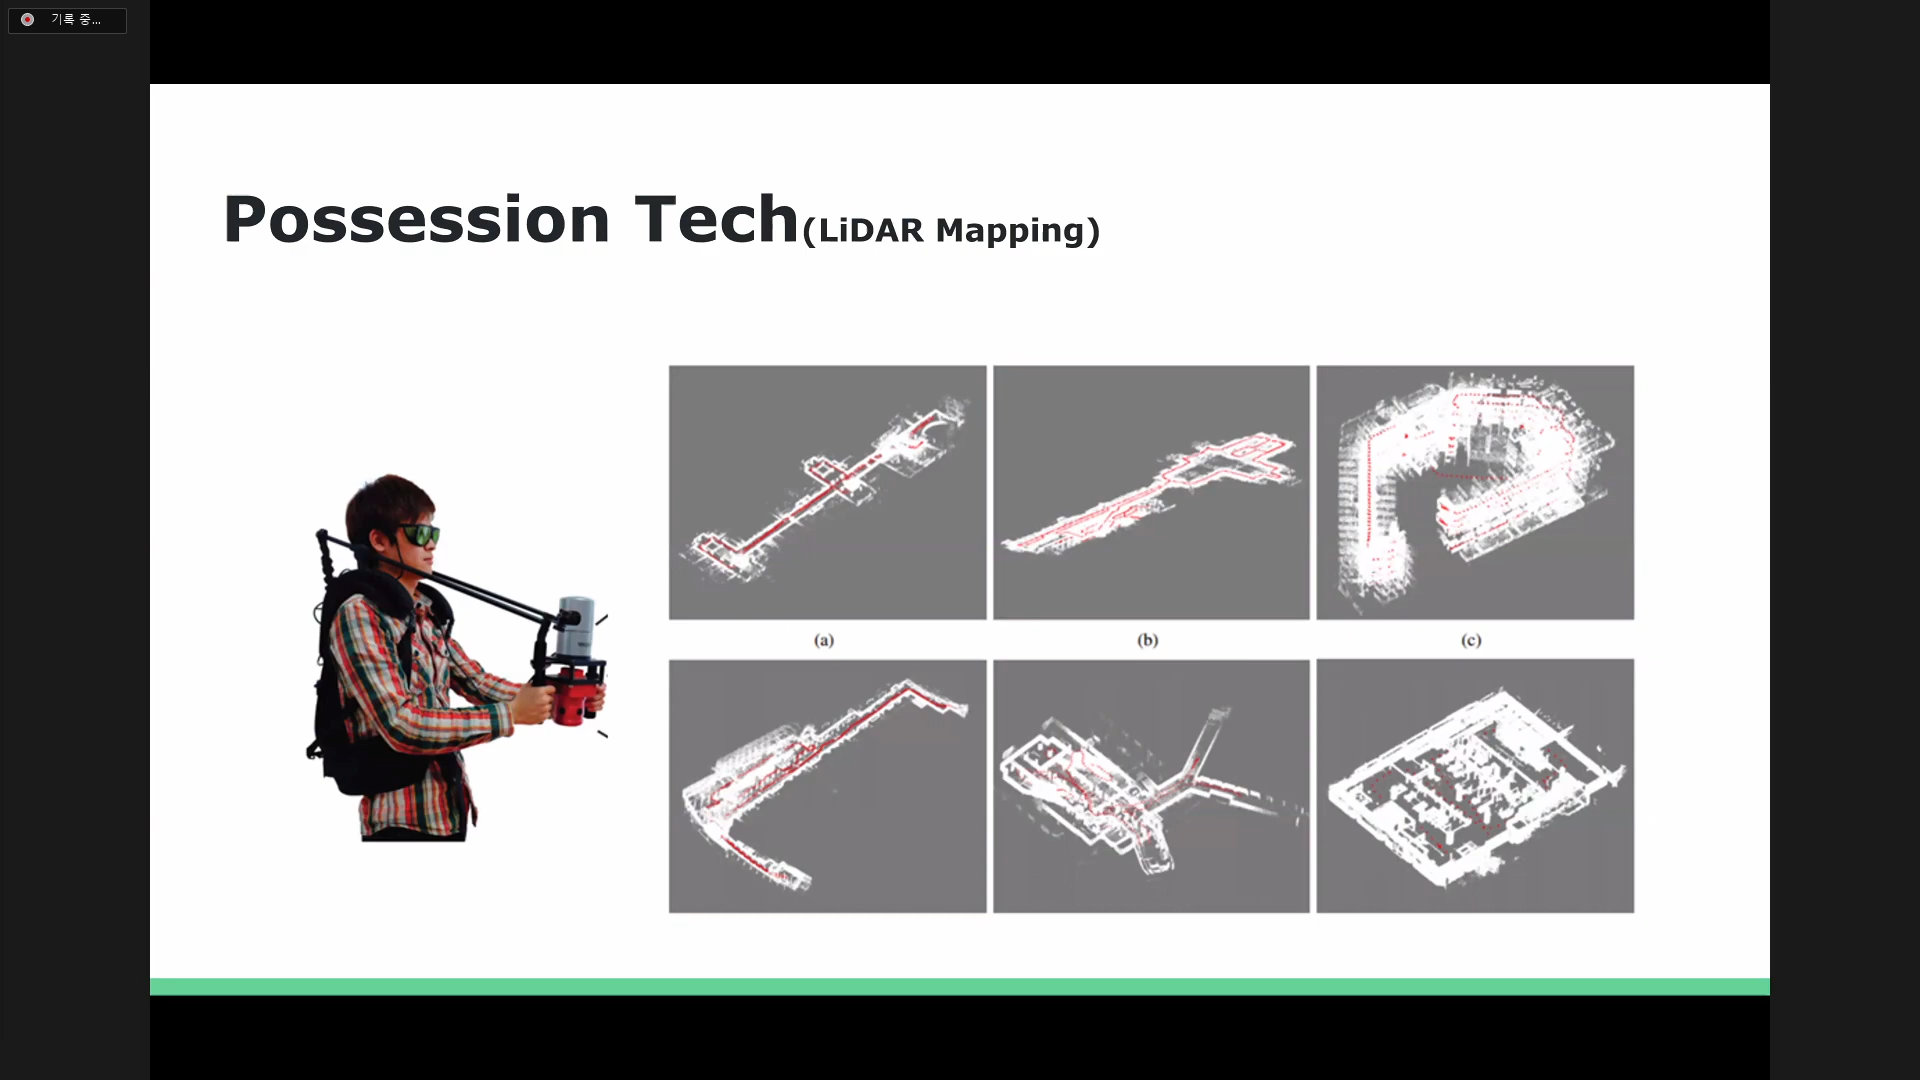 기록 중...
Possession Tech(LiDAR Mapping)
(a) (b) (c)